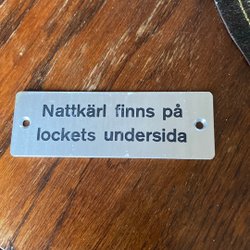 Nattkärl finns på
lockets undersida